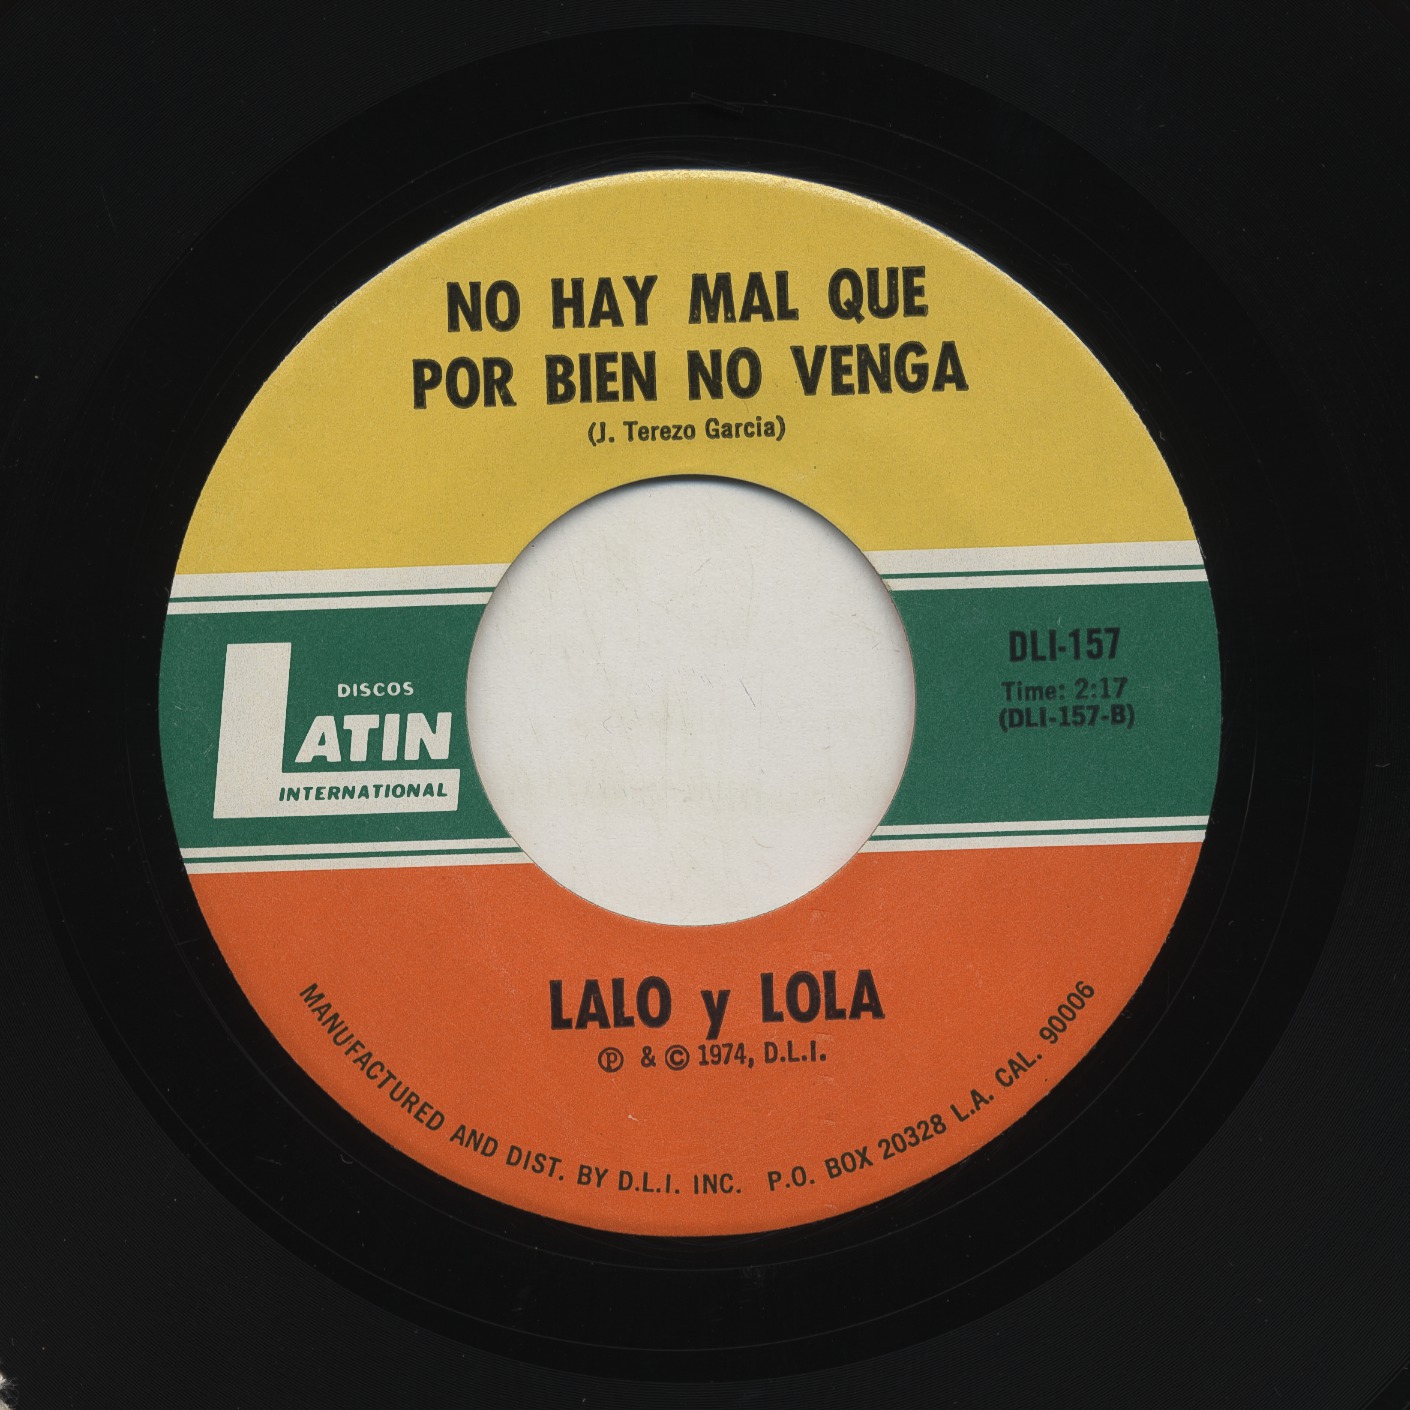 NO HAY MAL QUE
POR BIEN NO VENGA
(J. Terezo Garcia)
DISCOS
LATIN
INTERNATIONAL
DLI-157
Time: 2:17
(DLI-157-B)
LALO y LOLA
℗ & © 1974, D.L.I.
MANUFACTURED AND DIST. BY D.L.I. INC. P.O. BOX 20328 L.A. CAL. 90006